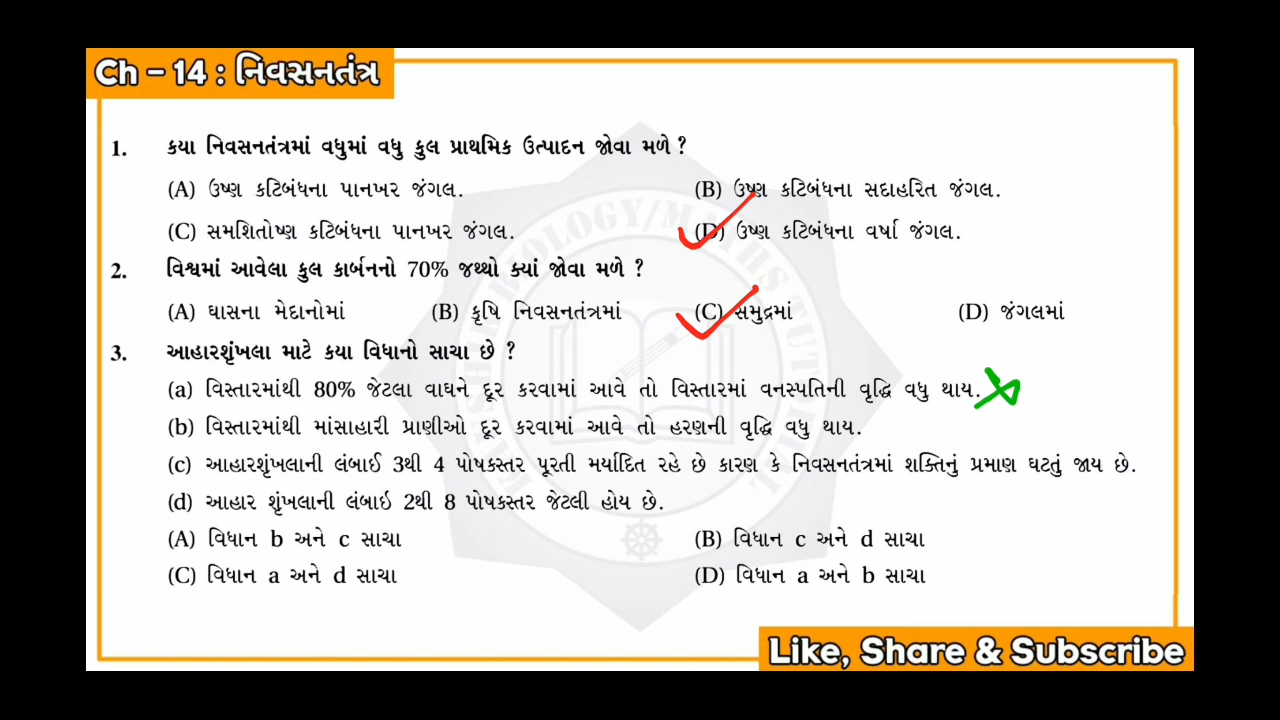 Ch – 14 : નિવસનતંત્ર
1. કયા નિવસનતંત્રમાં વધુમાં વધુ કુલ પ્રાથમિક ઉત્પાદન જોવા મળે ?
(A) ઉષ્ણ કટિબંધના પાનખર જંગલ. (B) ઉષ્ણ કટિબંધના સદાહરિત જંગલ.
(C) સમશિતોષ્ણ કટિબંધના પાનખર જંગલ. (D) ઉષ્ણ કટિબંધના વર્ષા જંગલ.
2. વિશ્વમાં આવેલા કુલ કાર્બનનો 70% જથ્થો ક્યાં જોવા મળે ?
(A) ઘાસના મેદાનોમાં (B) કૃષિ નિવસનતંત્રમાં (C) સમુદ્રમાં (D) જંગલમાં
3. આહારશૃંખલા માટે કયા વિધાનો સાચા છે ?
(a) વિસ્તારમાંથી 80% જેટલા વાઘને દૂર કરવામાં આવે તો વિસ્તારમાં વનસ્પતિની વૃદ્ધિ વધુ થાય.
(b) વિસ્તારમાંથી માંસાહારી પ્રાણીઓ દૂર કરવામાં આવે તો હરણની વૃદ્ધિ વધુ થાય.
(c) આહારશૃંખલાની લંબાઈ 3થી 4 પોષકસ્તર પૂરતી મર્યાદિત રહે છે કારણ કે નિવસનતંત્રમાં શક્તિનું પ્રમાણ ઘટતું જાય છે.
(d) આહાર શૃંખલાની લંબાઇ 2થી 8 પોષકસ્તર જેટલી હોય છે.
(A) વિધાન b અને c સાચા (B) વિધાન c અને d સાચા
(C) વિધાન a અને d સાચા (D) વિધાન a અને b સાચા
Like, Share & Subscribe